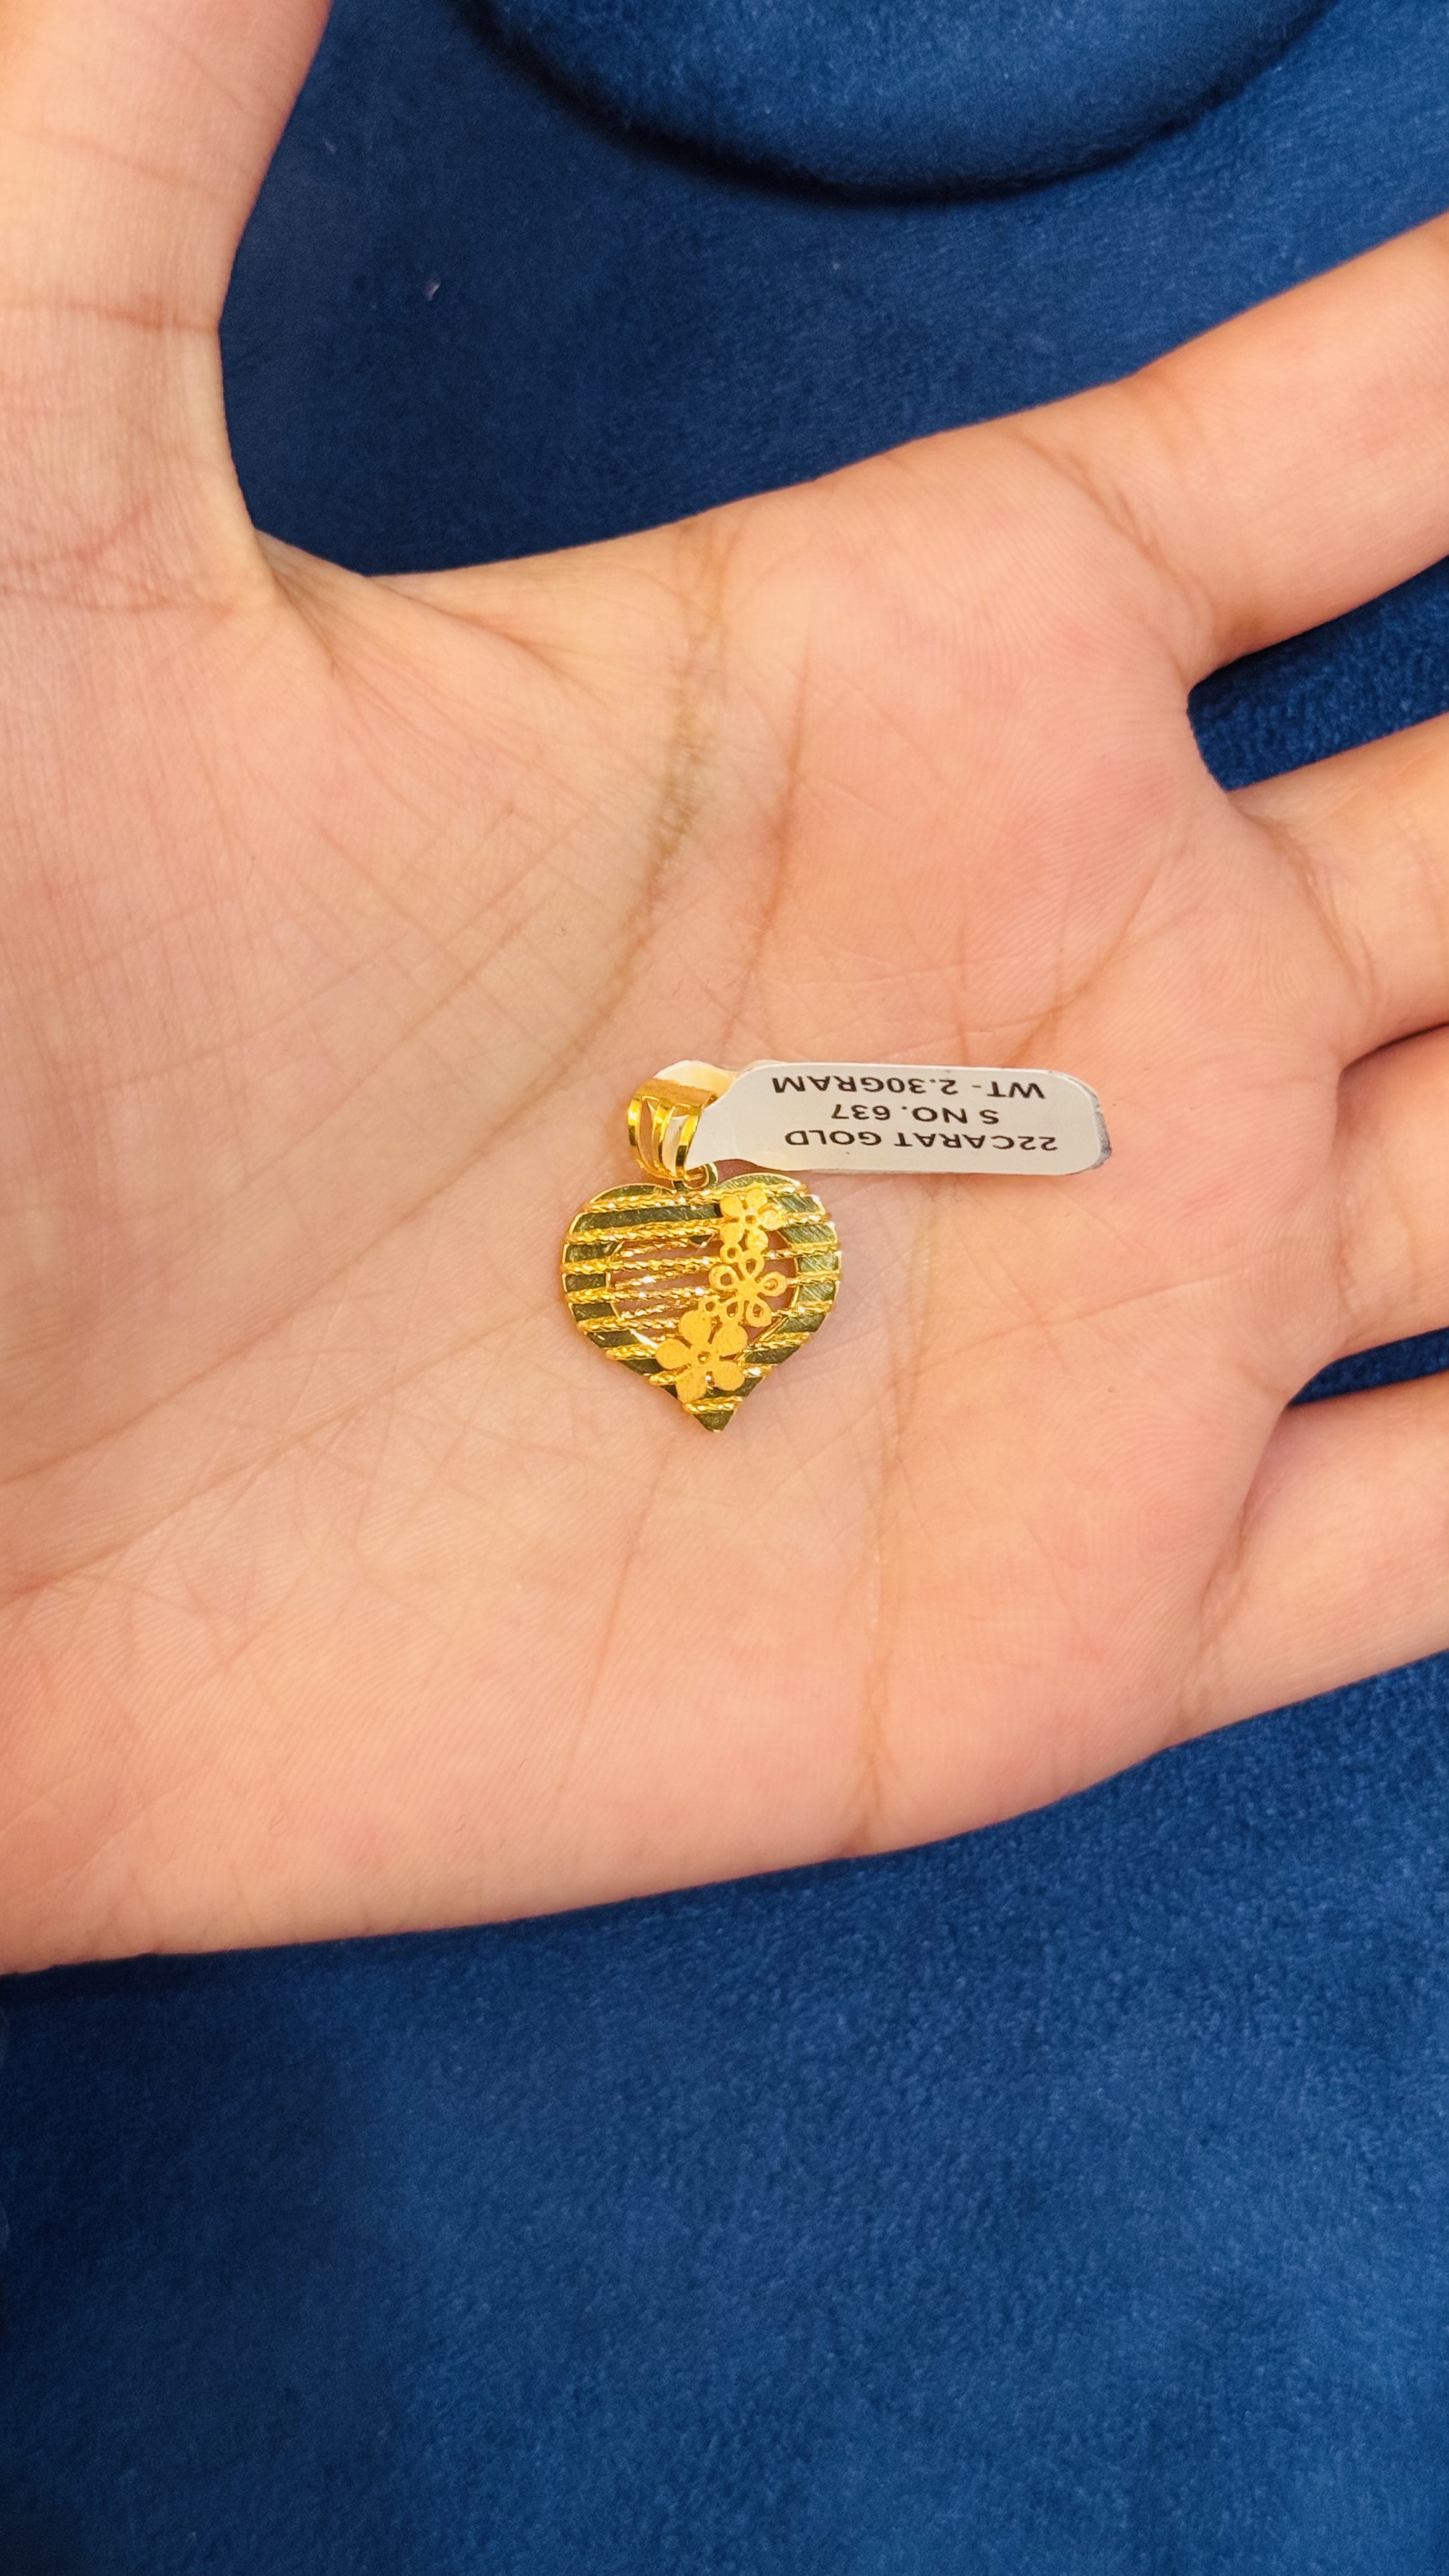 22CARAT GOLD
S NO. 637
WT- 2.30GRAM